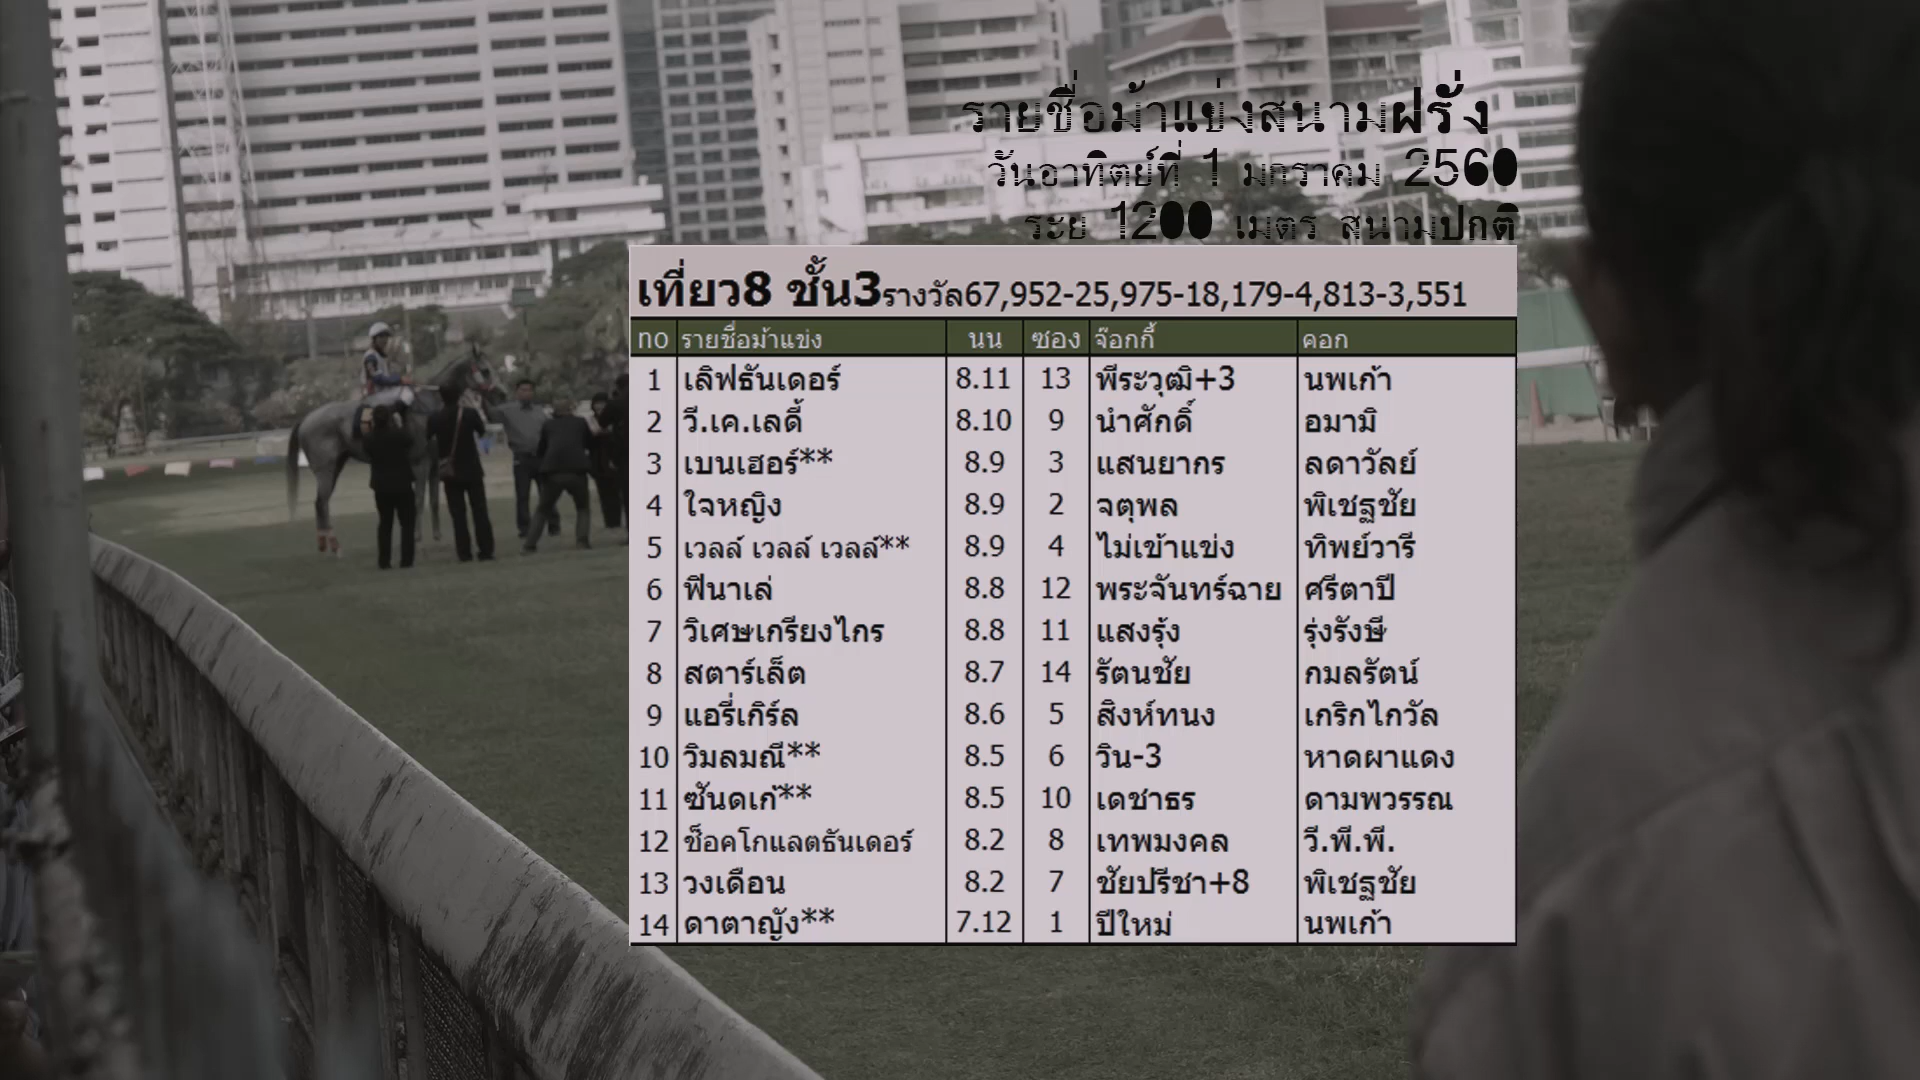 รายชื่อม้าแข่งสนามฝรั่ง
วันอาทิตย์ที่ 1 มกราคม 2560
ระย 1200 เมตร สนามปกติ
เที่ยว8 ชั้น3รางวัล67,952-25,975-18,179-4,813-3,551
no รายชื่อม้าแข่ง นน ซอง จ๊อกกี้ คอก
1 เลิฟธันเดอร์ 8.11 13 พีระวุฒิ+3 นพเก้า
2 วี.เค.เลดี้ 8.10 9 นำศักดิ์ อมามิ
3 เบนเฮอร์** 8.9 3 แสนยากร ลดาวัลย์
4 ใจหญิง 8.9 2 จตุพล พิเชฐชัย
5 เวลล์ เวลล์ เวลล์** 8.9 4 ไม่เข้าแข่ง ทิพย์วารี
6 ฟินาเล่ 8.8 12 พระจันทร์ฉาย ศรีตาปี
7 วิเศษเกรียงไกร 8.8 11 แสงรุ้ง รุ่งรังษี
8 สตาร์เล็ต 8.7 14 รัตนชัย กมลรัตน์
9 แอรี่เกิร์ล 8.6 5 สิงห์ทนง เกริกไกวัล
10 วิมลมณี** 8.5 6 วิน-3 หาดผาแดง
11 ซันดเก้** 8.5 10 เดชาธร ดามพวรรณ
12 ช็อคโกแลตธันเดอร์ 8.2 8 เทพมงคล วี.พี.พี.
13 วงเดือน 8.2 7 ชัยปรีชา+8 พิเชฐชัย
14 ดาตาญัง** 7.12 1 ปีใหม่ นพเก้า